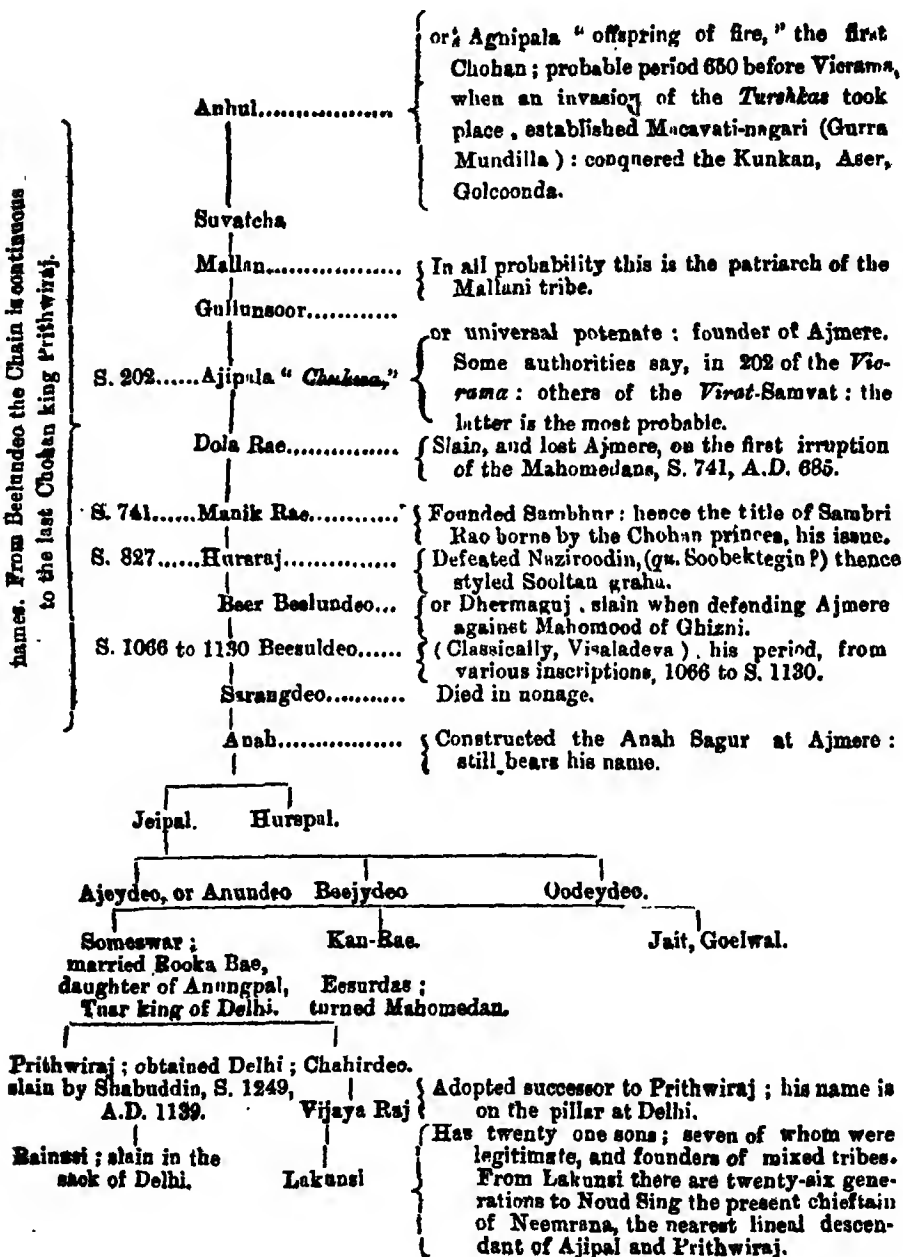 or, Agnipala “ offspring of fire,” the first
Chohan ; probable period 650 before Vicrama,
when an invasion of the Turshkas took
Anhul................... place , established Macavati-nagari (Gurra
Mundilla ) : conqnered the Kunkan, Aser,
Golcoonda.
Suvatcha
Mallan................. In all probability this is the patriarch of the
Mallani tribe.
Gullunsoor............
or universal potenate : founder of Ajmere.
Some authorities say, in 202 of the Vic-
S. 202......Ajipala “ ” rama : others of the Virat-Samvat : the
latter is the most probable.
Dola Rae............... Slain, and lost Ajmere, on the first irruption
of the Mahomedans, S. 741, A.D. 685.
S. 741......Manik Rae............ Founded Sambhur : hence the title of Sambri
Rao borne by the Chohan princes, his issue.
S. 827......Hursraj............... Defeated Naziroodin, (qu. Soobektegin ?) thence
styled Sooltan graha.
Beer Beelundeo... or Dhermaguj . slain when defending Ajmere
against Mahomood of Ghizni.
S. 1066 to 1130 Beesuldeo...... (Classically, Visaladeva ) . his period, from
various inscriptions, 1066 to S. 1130.
Sarangdeo........... Died in nonage.
Anah................. Constructed the Anah Sagur at Ajmere :
still bears his name.
names. From Beelundeo the Chain is continuous
to the last Chohan king Prithwiraj.
Jeipal. Hurspal.
Ajeydeo, or Anundeo Beejydeo Oodeydeo.
Someswar ; Kan-Rae. Jait, Goelwal.
married Rooka Bae,
daughter of Anungpal, Eesurdas ;
Tuar king of Delhi. turned Mahomedan.
Prithwiraj ; obtained Delhi ; Chahirdeo.
slain by Shabuddin, S. 1249, Adopted successor to Prithwiraj ; his name is
A.D. 1139. Vijaya Raj on the pillar at Delhi.
Has twenty one sons ; seven of whom were
Rainssi ; slain in the legitimate, and founders of mixed tribes.
sack of Delhi. Lakunsi From Lakunsi there are twenty-six gene-
rations to Noud Sing the present chieftain
of Neemrana, the nearest lineal descen-
dant of Ajipal and Prithwiraj.